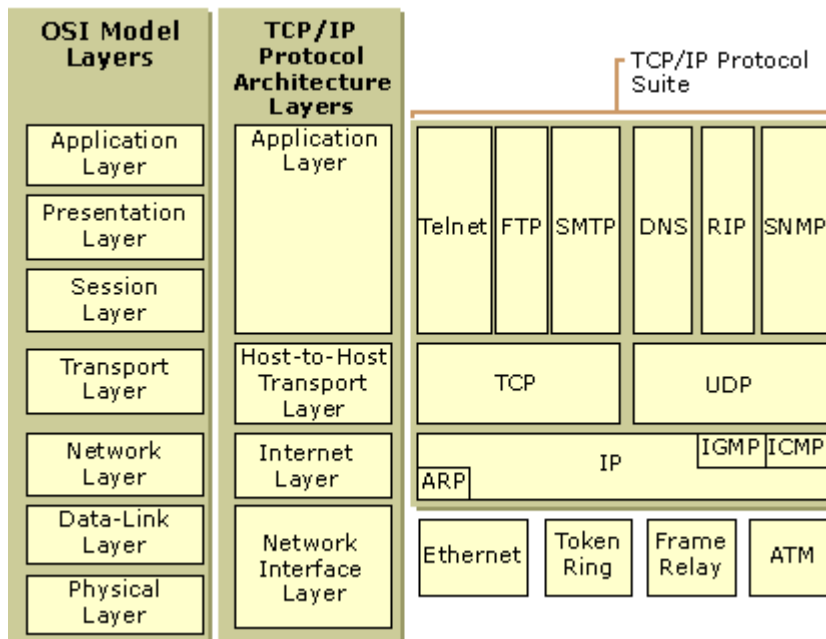 OSI Model
Layers
Application
Layer
Presentation
Layer
Session
Layer
Transport
Layer
Network
Layer
Data-Link
Layer
Physical
Layer
TCP/IP
Protocol
Architecture
Layers
Application
Layer
Host-to-Host
Transport
Layer
Internet
Layer
Network
Interface
Layer
TCP/IP Protocol
Suite
Telnet
FTP
SMTP
DNS
RIP
SNMP
TCP
UDP
IP
IGMP
ICMP
ARP
Ethernet
Token
Ring
Frame
Relay
ATM